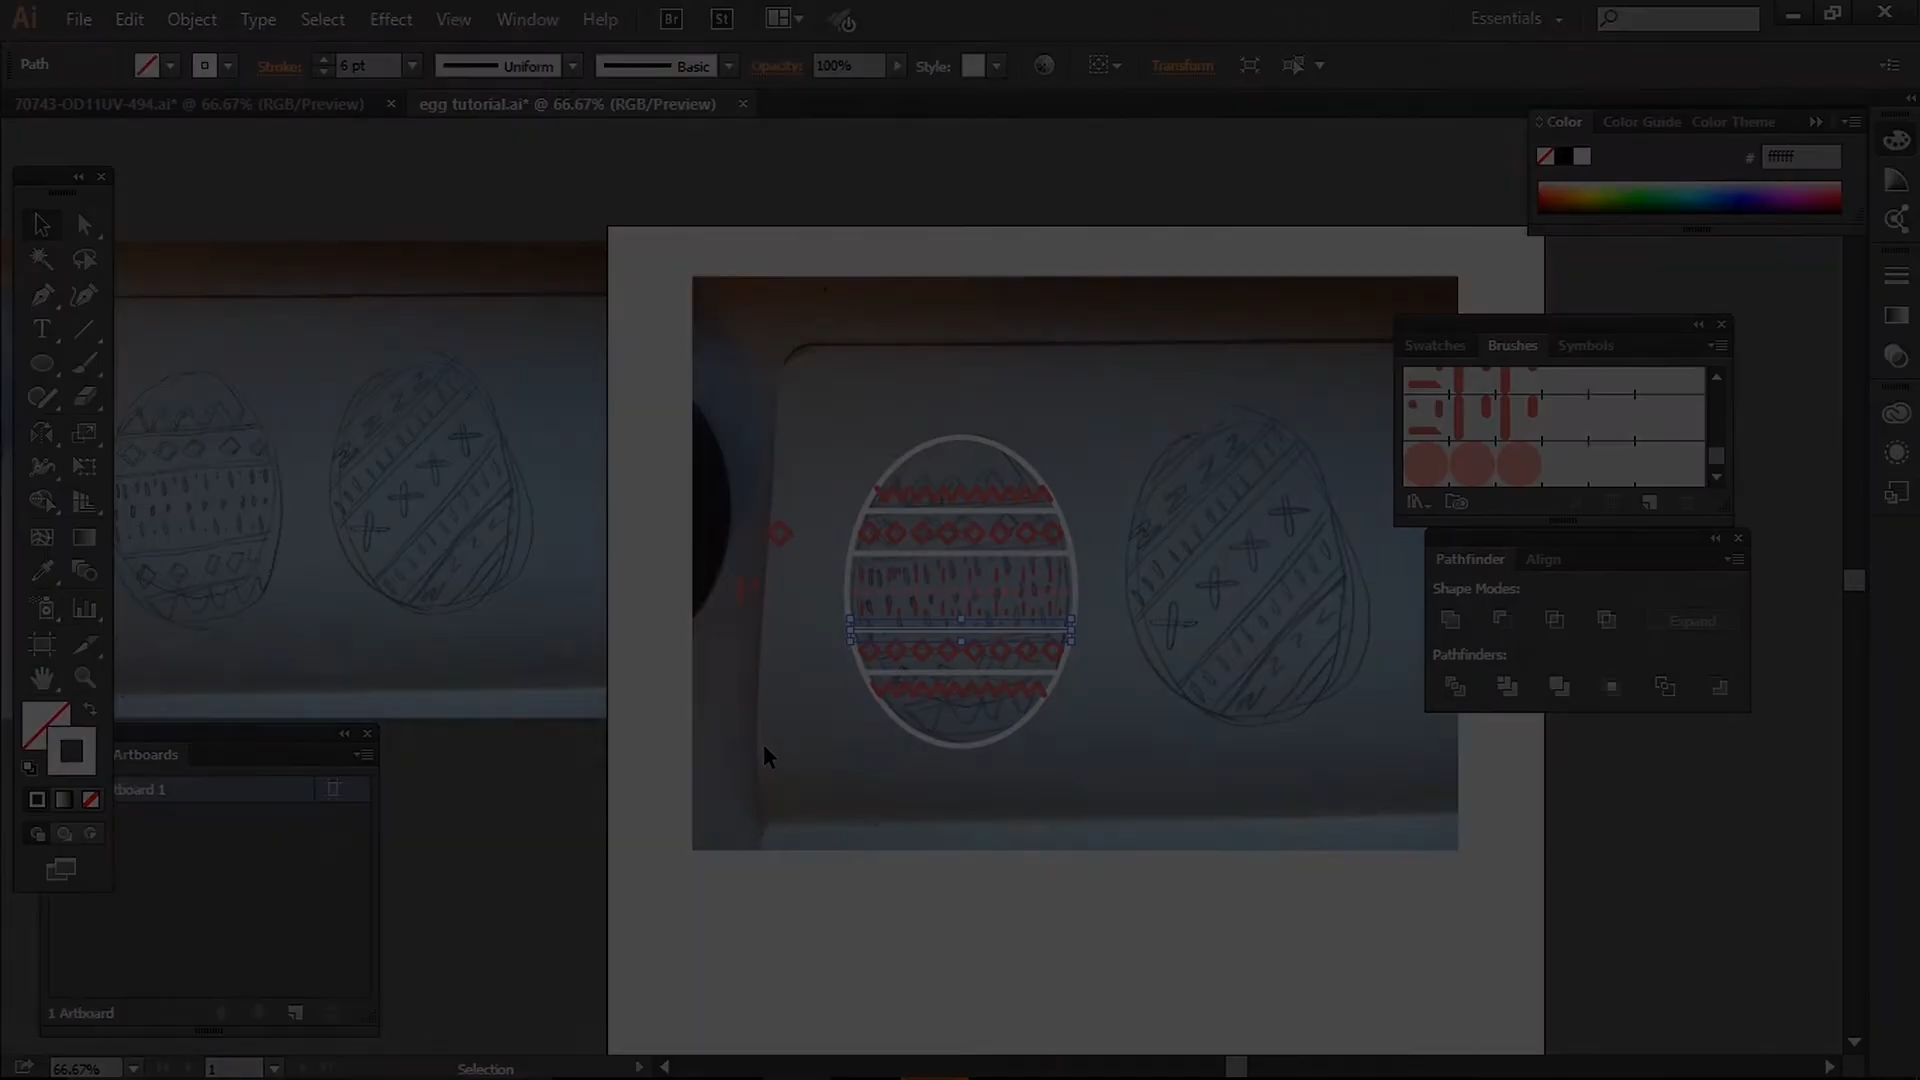 Ai File Edit Object Type Select Effect View Window Help Br St Essentials
Path Stroke: 6 pt Uniform Basic Opacity: 100% Style: Transform
70743-OD11UV-494.ai* @ 66.67% (RGB/Preview) egg tutorial.ai* @ 66.67% (RGB/Preview)
Color Color Guide Color Theme
# ffffff
Swatches Brushes Symbols
Pathfinder Align
Shape Modes:
Expand
Pathfinders:
Artboards
tboard 1
1 Artboard
66.67% 1 Selection